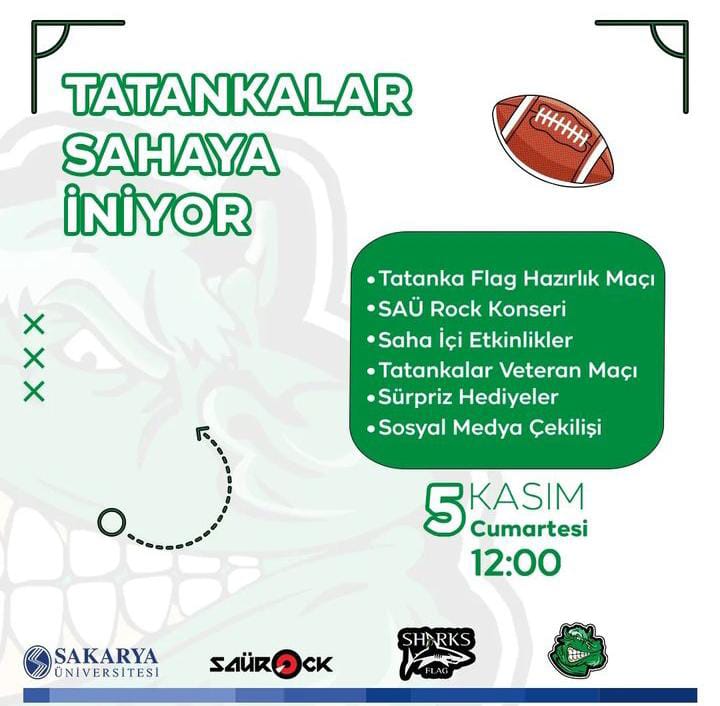 TATANKALAR
SAHAYA
İNİYOR
• Tatanka Flag Hazırlık Maçı
• SAÜ Rock Konseri
• Saha İçi Etkinlikler
• Tatankalar Veteran Maçı
• Sürpriz Hediyeler
• Sosyal Medya Çekilişi
5 KASIM
Cumartesi
12:00
SAKARYA
ÜNİVERSİTESİ
SAÜROCK
SHARKS
FLAG